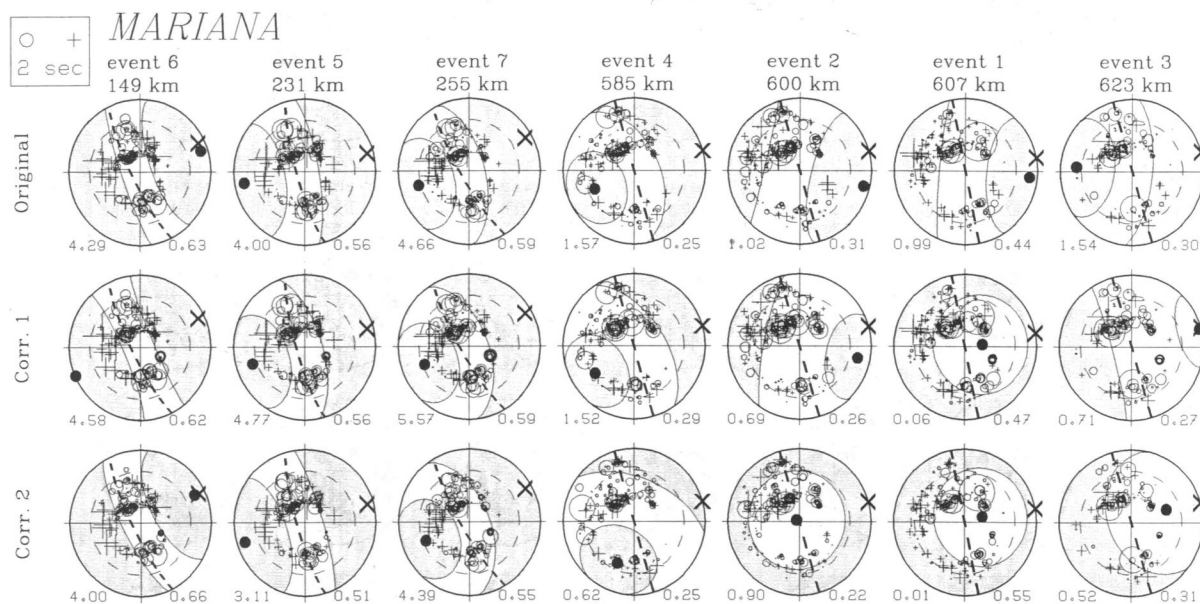 MARIANA
O +
2 sec
event 6 event 5 event 7 event 4 event 2 event 1 event 3
149 km 231 km 255 km 585 km 600 km 607 km 623 km
Original
4.29 0.63 4.00 0.56 4.66 0.59 1.57 0.25 1.02 0.31 0.99 0.44 1.54 0.30
Corr. 1
4.58 0.62 4.77 0.56 5.57 0.59 1.52 0.29 0.69 0.26 0.06 0.47 0.71 0.27
Corr. 2
4.00 0.66 3.11 0.51 4.39 0.55 0.62 0.25 0.90 0.22 0.01 0.55 0.52 0.31